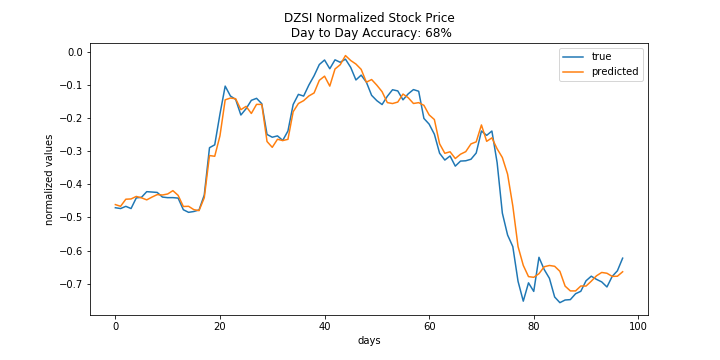 DZSI Normalized Stock Price
Day to Day Accuracy: 68%
true
predicted
normalized values
0.0
−0.1
−0.2
−0.3
−0.4
−0.5
−0.6
−0.7
0
20
40
60
80
100
days